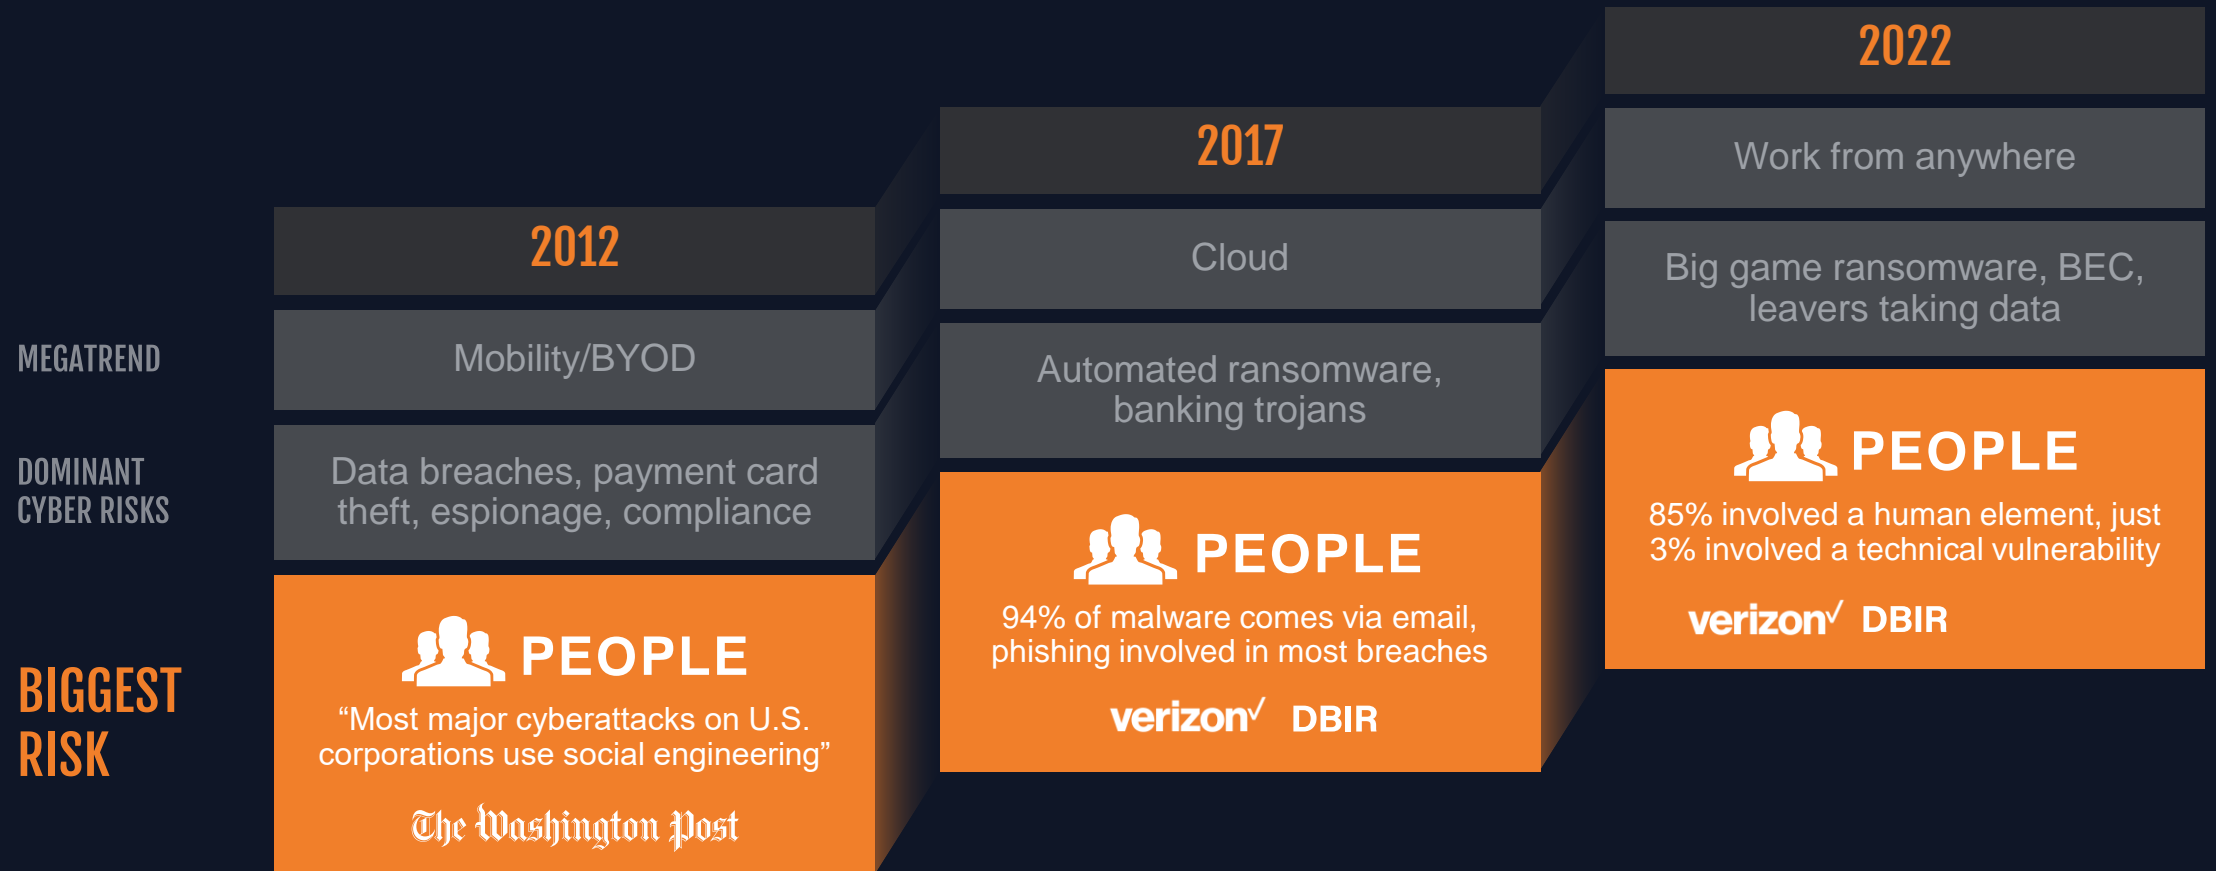 2012
2017
2022
MEGATREND
Mobility/BYOD
Cloud
Work from anywhere
DOMINANT
CYBER RISKS
Data breaches, payment card
theft, espionage, compliance
Automated ransomware,
banking trojans
Big game ransomware, BEC,
leavers taking data
BIGGEST
RISK
PEOPLE
“Most major cyberattacks on U.S.
corporations use social engineering”
The Washington Post
PEOPLE
94% of malware comes via email,
phishing involved in most breaches
verizon✓ DBIR
PEOPLE
85% involved a human element, just
3% involved a technical vulnerability
verizon✓ DBIR